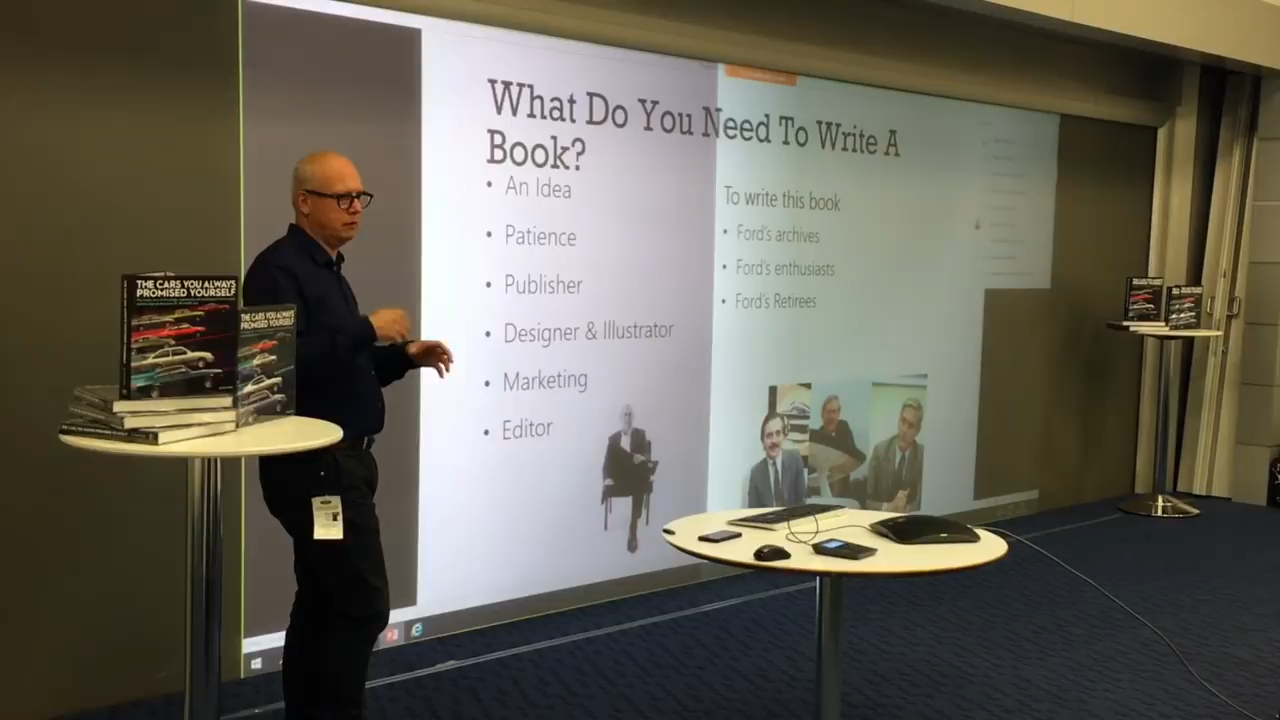 What Do You Need To Write A
Book?
• An Idea
• Patience
• Publisher
• Designer & Illustrator
• Marketing
• Editor
To write this book
• Ford's archives
• Ford's enthusiasts
• Ford's Retirees
THE CARS YOU ALWAYS
PROMISED YOURSELF
THE CARS YOU ALWAYS
PROMISED YOURSELF